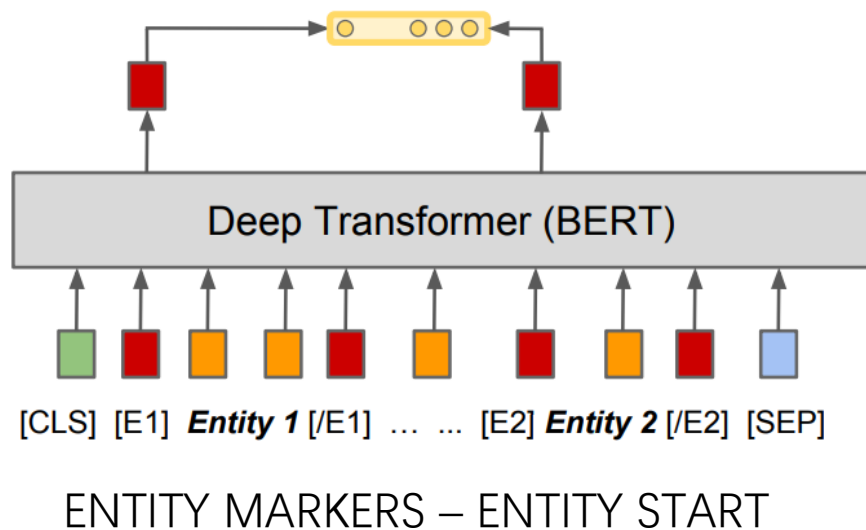 Deep Transformer (BERT)
[CLS] [E1] Entity 1 [/E1] … ... [E2] Entity 2 [/E2] [SEP]
ENTITY MARKERS – ENTITY START